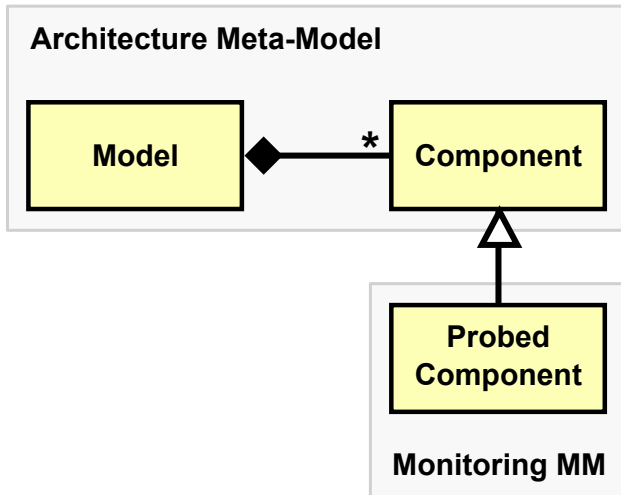 Architecture Meta-Model
Model
*
Component
Probed
Component
Monitoring MM